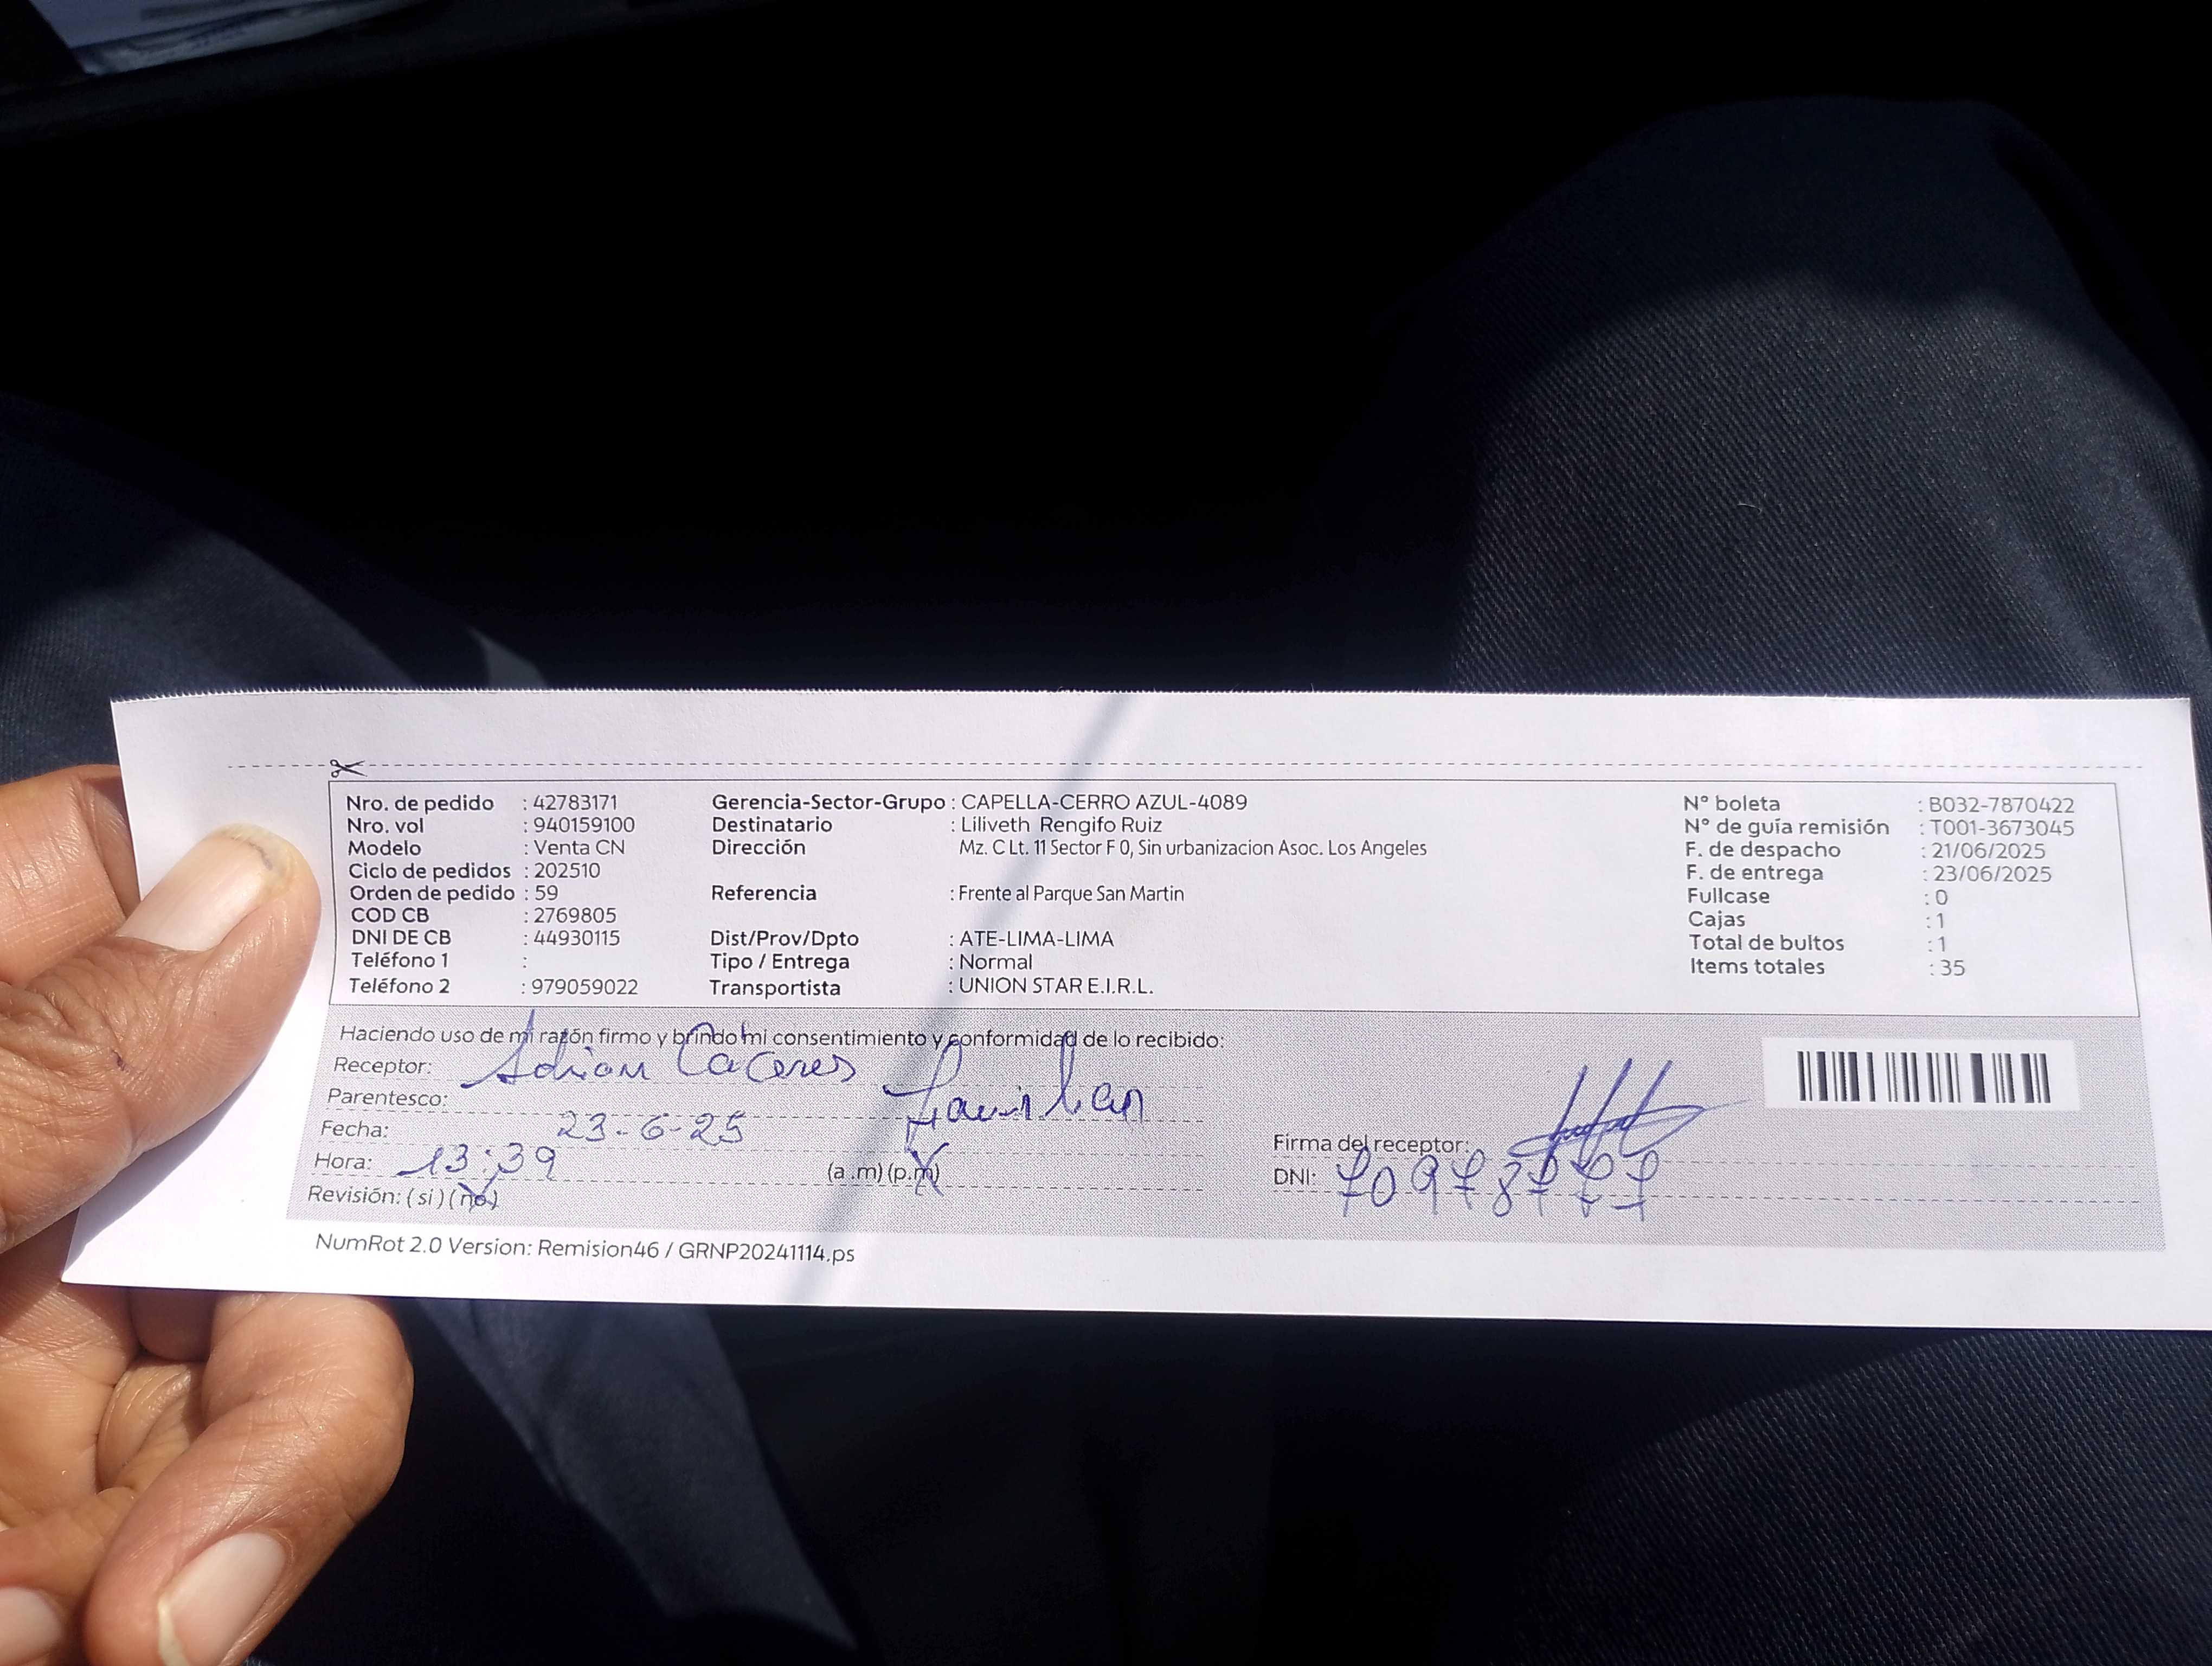 Nro. de pedido : 42783171
Nro. vol : 940159100
Modelo : Venta CN
Ciclo de pedidos : 202510
Orden de pedido : 59
COD CB : 2769805
DNI DE CB : 44930115
Teléfono 1 :
Teléfono 2 : 979059022
Gerencia-Sector-Grupo : CAPELLA-CERRO AZUL-4089
Destinatario : Liliveth Rengifo Ruiz
Dirección Mz. C Lt. 11 Sector F 0, Sin urbanizacion Asoc. Los Angeles
Referencia : Frente al Parque San Martin
Dist/Prov/Dpto : ATE-LIMA-LIMA
Tipo / Entrega : Normal
Transportista : UNION STAR E.I.R.L.
N° boleta : B032-7870422
N° de guía remisión : T001-3673045
F. de despacho : 21/06/2025
F. de entrega : 23/06/2025
Fullcase : 0
Cajas : 1
Total de bultos : 1
Items totales : 35
Haciendo uso de mi razón firmo y brindo mi consentimiento y conformidad de lo recibido:
Receptor: Adrian Caceres
Parentesco: familiar
Fecha: 23-6-25
Hora: 13:39 (a.m) (p.m)
Revisión: (si) (no)
Firma del receptor:
DNI:
NumRot 2.0 Version: Remision46 / GRNP20241114.ps